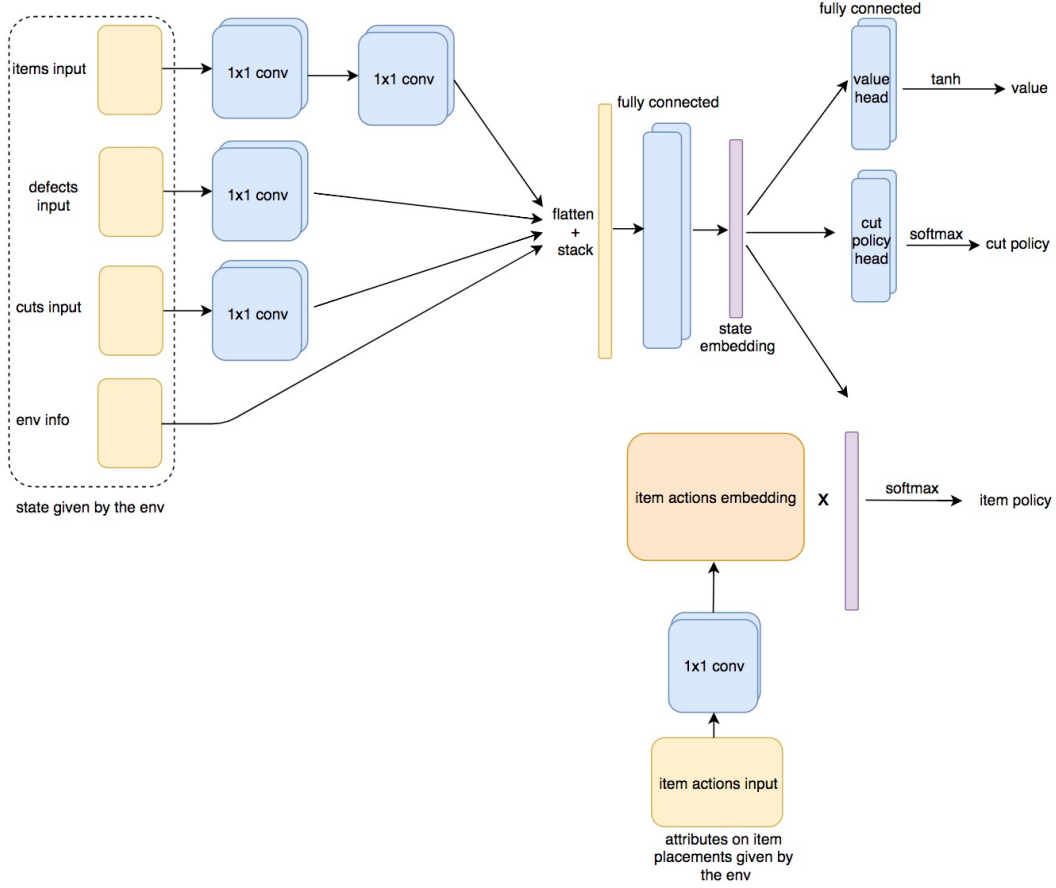 items input
1x1 conv
1x1 conv
defects
input
1x1 conv
cuts input
1x1 conv
env info
state given by the env
flatten
+
stack
fully connected
state
embedding
fully connected
value
head
tanh
value
cut
policy
head
softmax
cut policy
item actions embedding
X
softmax
item policy
1x1 conv
item actions input
attributes on item
placements given by
the env